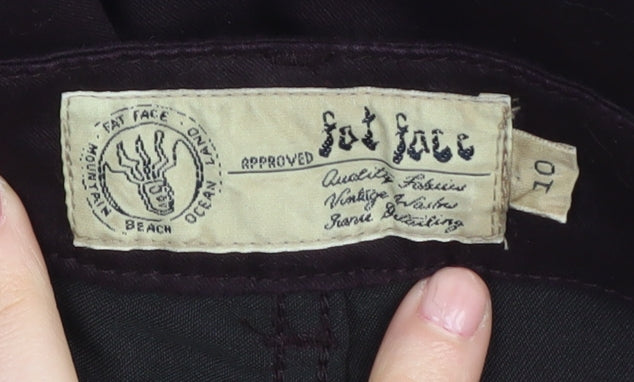 FAT FACE
LAND
OCEAN
BEACH
MOUNTAIN
APPROVED
fat face
Quality Fabrics
Vintage Washes
Iconic Detailing
10